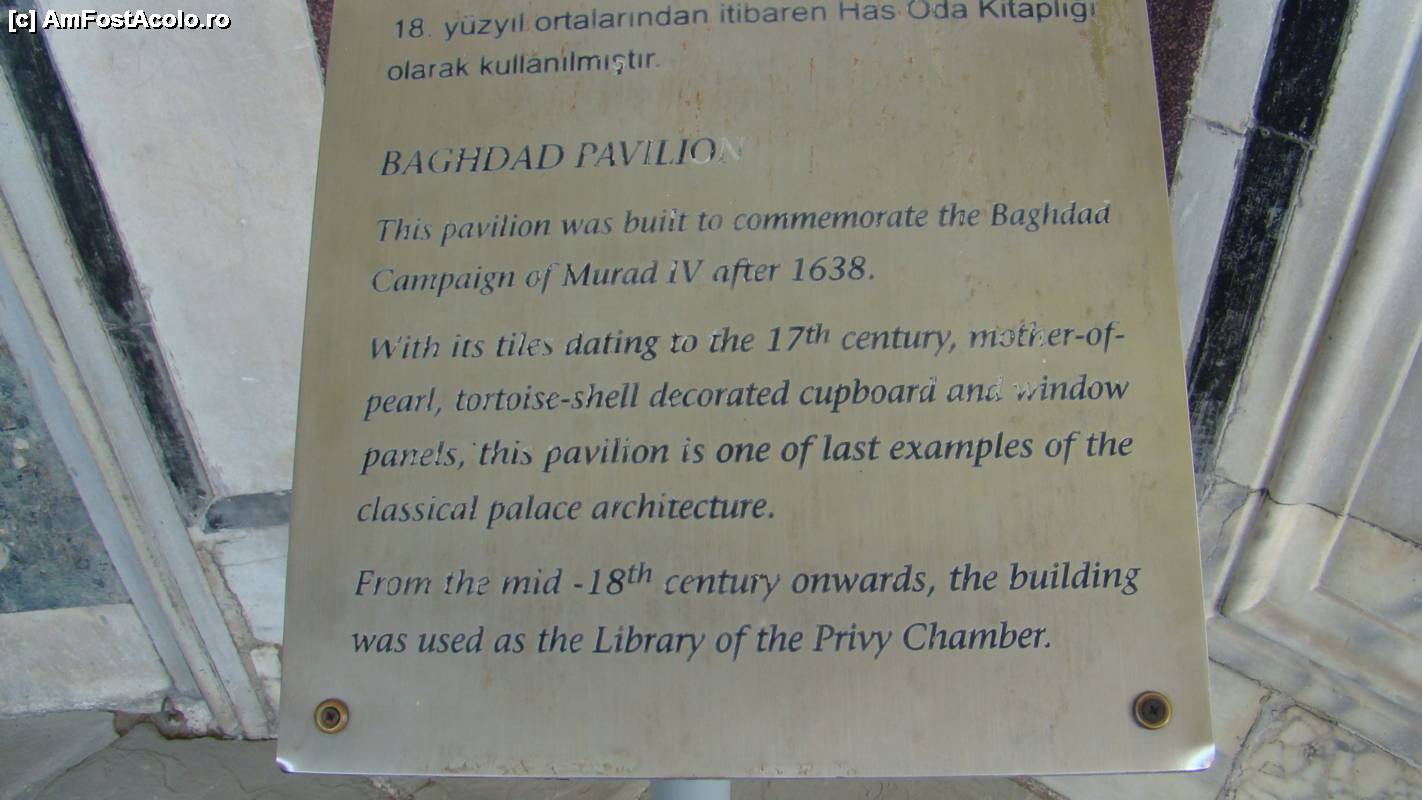 [c] AmFostAcolo.ro
18. yüzyıl ortalarından itibaren Has Oda Kitaplığı
olarak kullanılmıştır.
BAGHDAD PAVILION
This pavilion was built to commemorate the Baghdad
Campaign of Murad IV after 1638.
With its tiles dating to the 17th century, mother-of-
pearl, tortoise-shell decorated cupboard and window
panels, this pavilion is one of last examples of the
classical palace architecture.
From the mid -18th century onwards, the building
was used as the Library of the Privy Chamber.